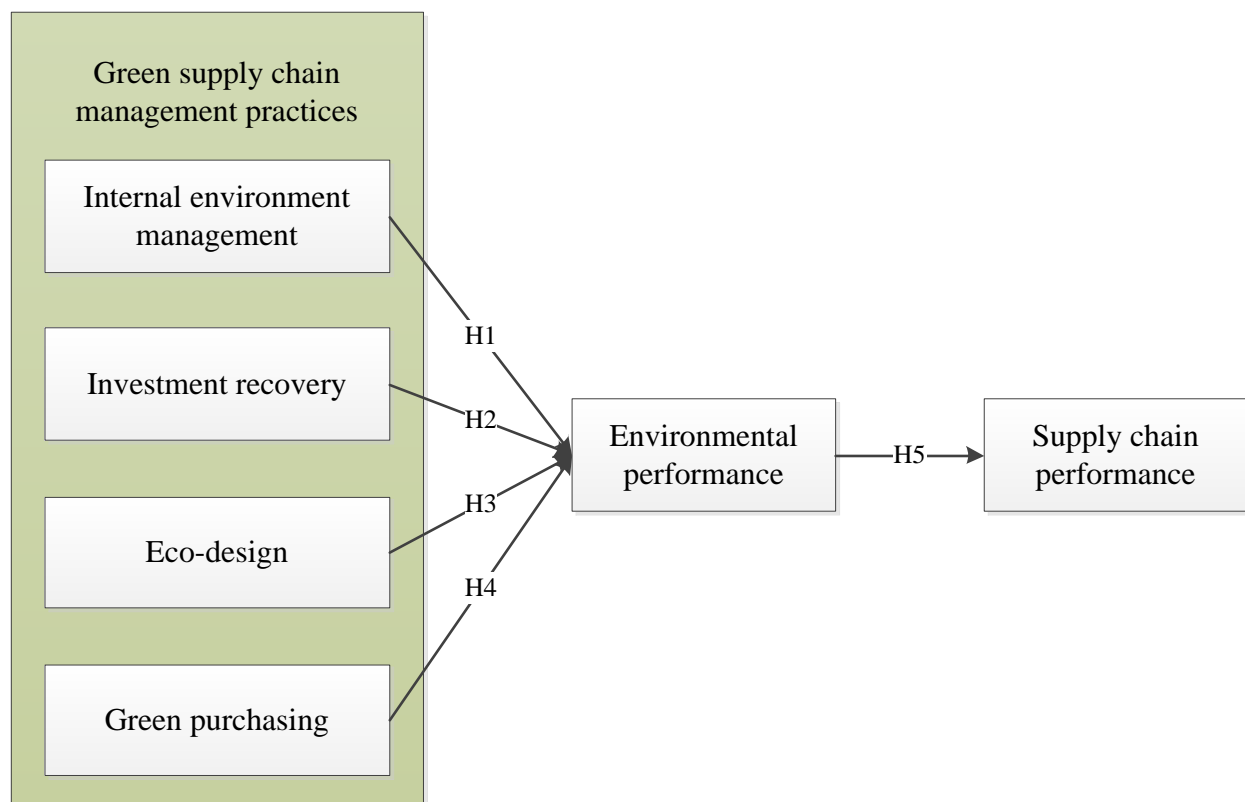 Green supply chain
management practices
Internal environment
management
H1
Investment recovery
H2
Environmental
performance
H5
Supply chain
performance
Eco-design
H3
H4
Green purchasing